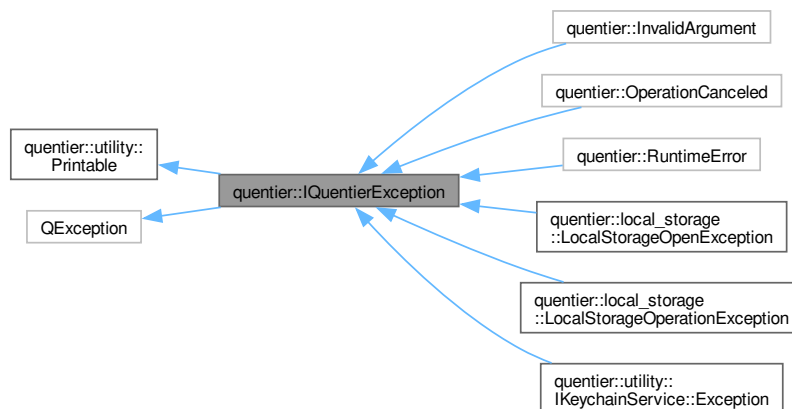 quentier::InvalidArgument
quentier::OperationCanceled
quentier::utility::
Printable
quentier::RuntimeError
quentier::IQuentierException
QException
quentier::local_storage
::LocalStorageOpenException
quentier::local_storage
::LocalStorageOperationException
quentier::utility::
IKeychainService::Exception